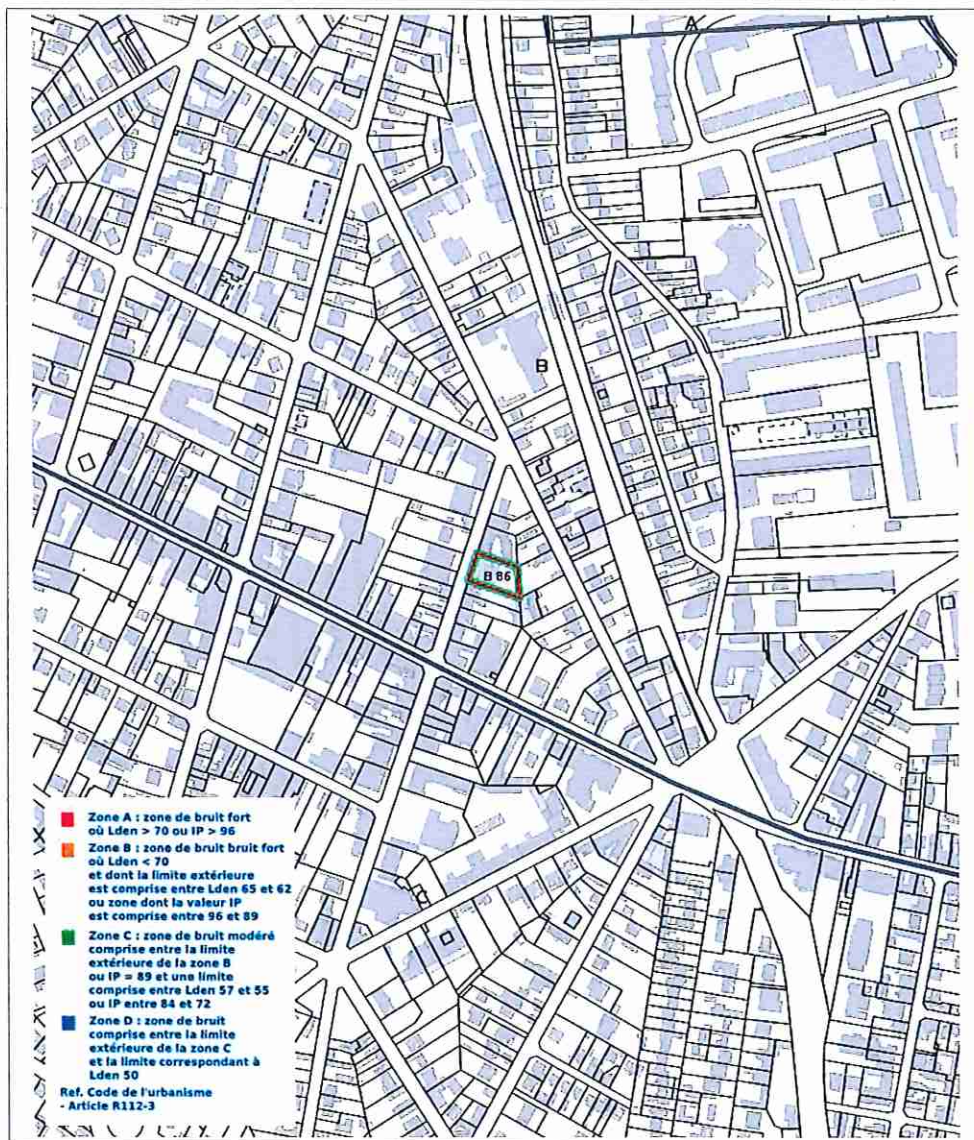 A
B
B
B 86
Zone A : zone de bruit fort
où Lden > 70 ou IP > 96
Zone B : zone de bruit bruit fort
où Lden < 70
et dont la limite extérieure
est comprise entre Lden 65 et 62
ou zone dont la valeur IP
est comprise entre 96 et 89
Zone C : zone de bruit modéré
comprise entre la limite
extérieure de la zone B
ou IP = 89 et une limite
comprise entre Lden 57 et 55
ou IP entre 84 et 72
Zone D : zone de bruit
comprise entre la limite
extérieure de la zone C
et la limite correspondant à
Lden 50
Ref. Code de l'urbanisme
- Article R112-3